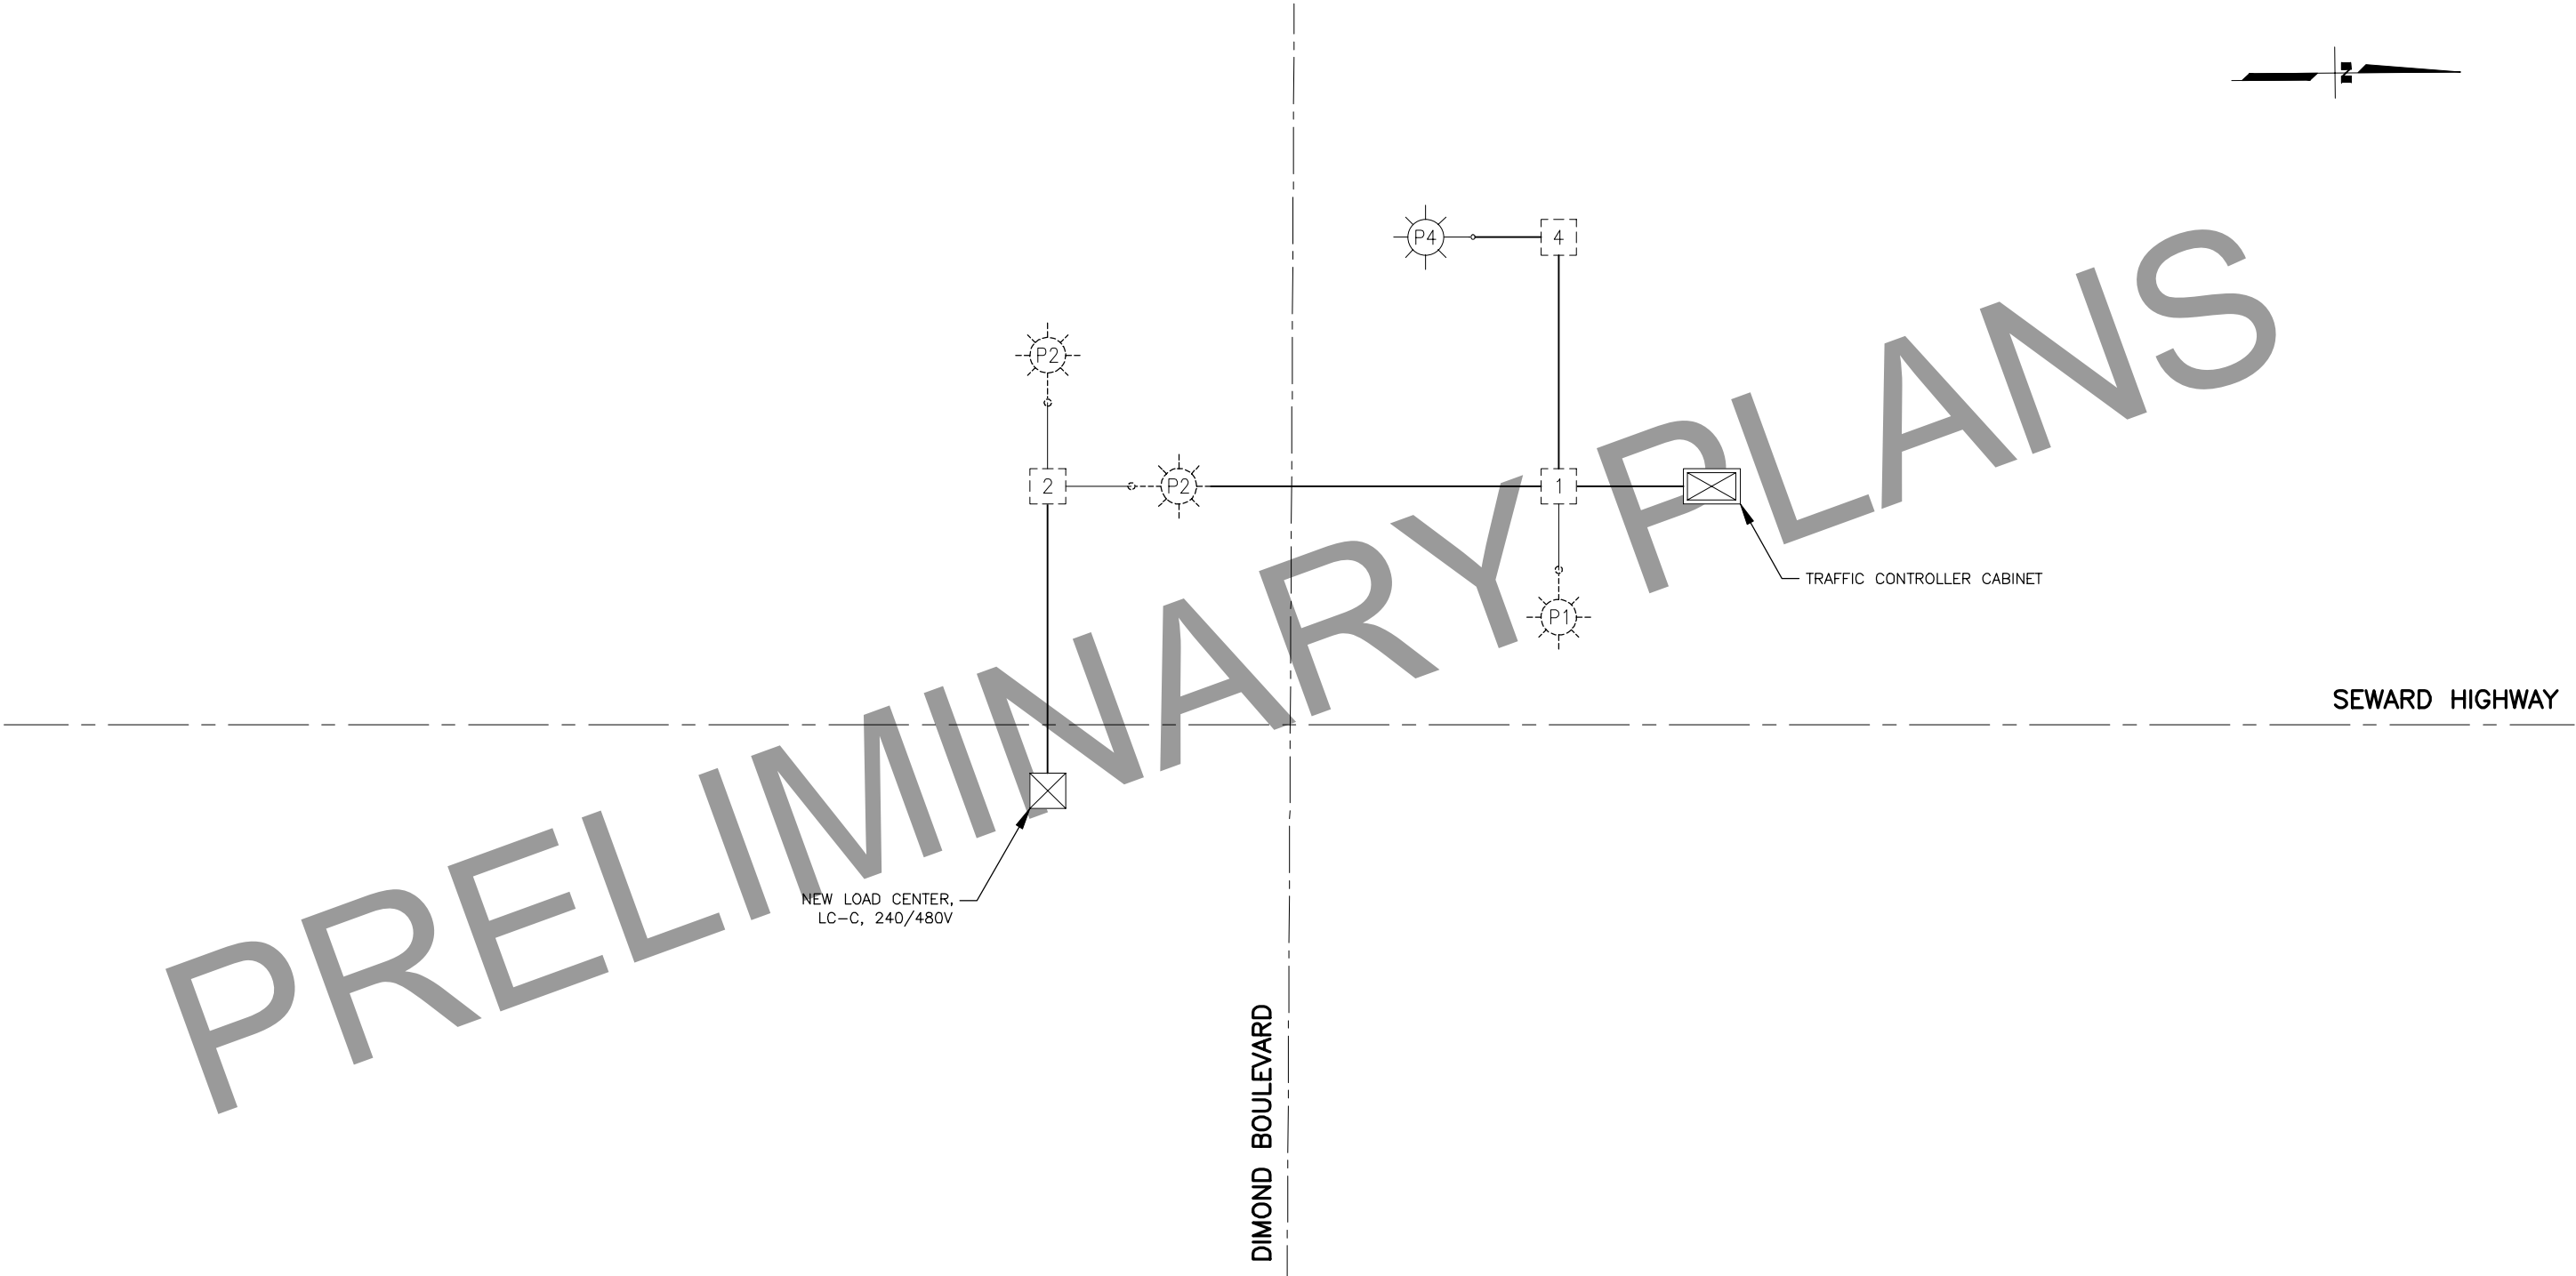 N
P4
4
P2
2
P2
1
TRAFFIC CONTROLLER CABINET
P1
SEWARD HIGHWAY
NEW LOAD CENTER,
LC-C, 240/480V
DIMOND BOULEVARD
PRELIMINARY PLANS